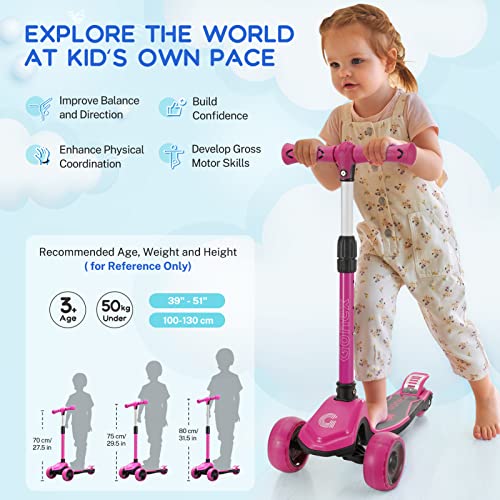 EXPLORE THE WORLD
AT KID'S OWN PACE
Improve Balance
and Direction
Build
Confidence
Enhance Physical
Coordination
Develop Gross
Motor Skills
Recommended Age, Weight and Height
( for Reference Only)
3+
Age
50kg
Under
39" - 51"
100-130 cm
70 cm/
27.5 in
75 cm/
29.5 in
80 cm/
31.5 in
Gonex
G